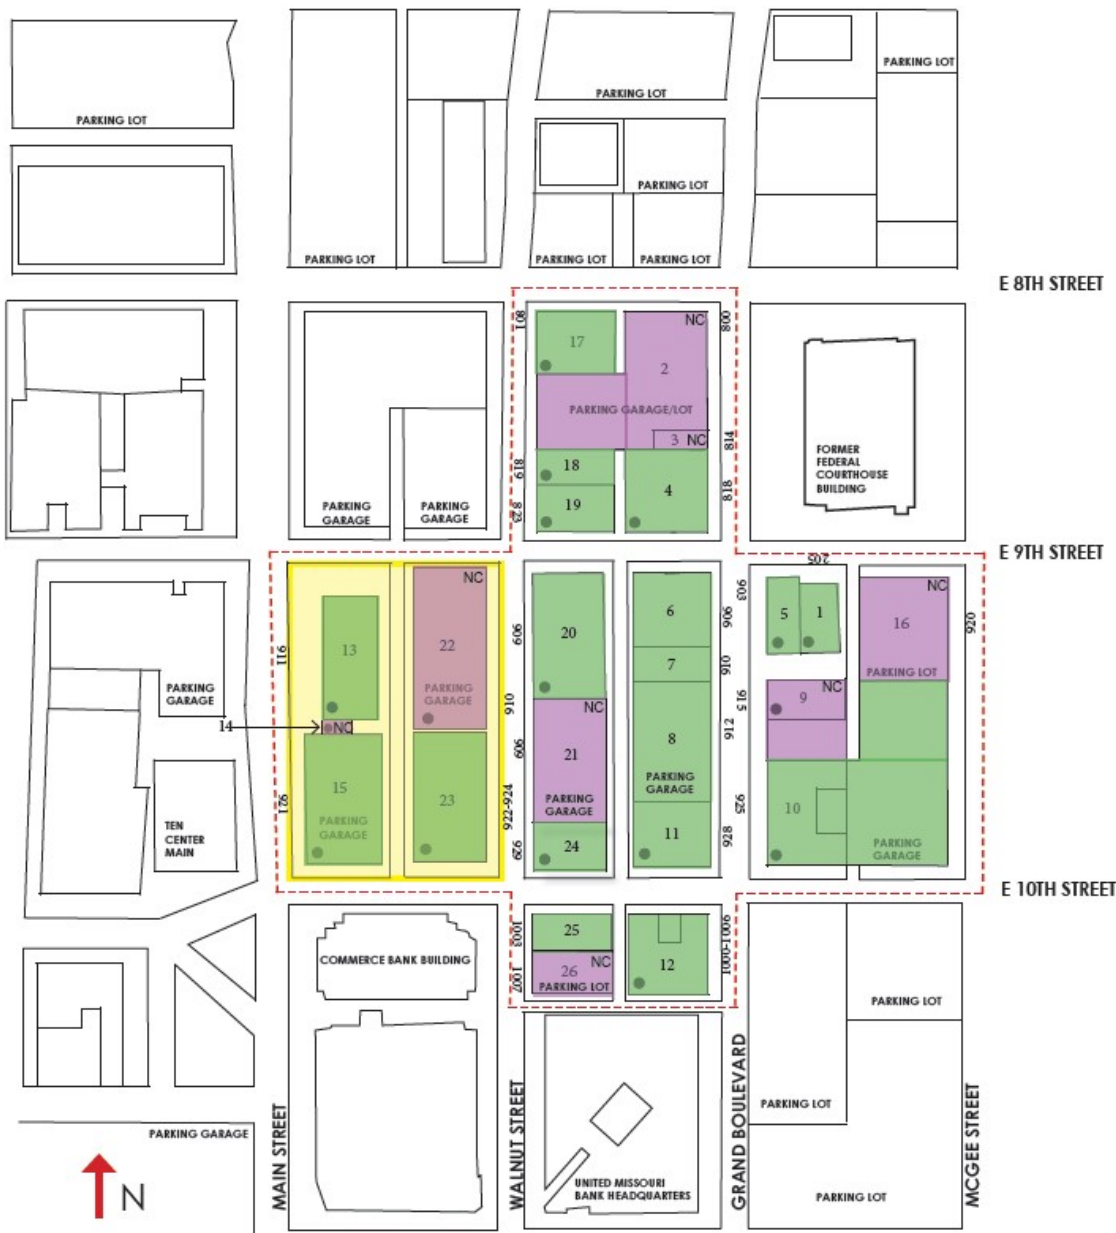 PARKING LOT
PARKING LOT
PARKING LOT
PARKING LOT
PARKING LOT
PARKING LOT
PARKING LOT
PARKING LOT
E 8TH STREET
801
17
NC
2
800
PARKING GARAGE/LOT
3 NC
814
819
18
4
818
823
19
PARKING
GARAGE
PARKING
GARAGE
FORMER
FEDERAL
COURTHOUSE
BUILDING
E 9TH STREET
205
911
13
NC
22
909
910
20
6
906
903
5
1
NC
16
920
7
910
PARKING
GARAGE
PARKING
GARAGE
PARKING LOT
14
NC
NC
21
909
8
912
915
NC
9
921
15
PARKING
GARAGE
23
922-924
PARKING
GARAGE
PARKING
GARAGE
925
10
PARKING
GARAGE
TEN
CENTER
MAIN
929
24
11
928
E 10TH STREET
COMMERCE BANK BUILDING
1003
25
1007
NC
26
PARKING LOT
12
1000-1006
PARKING LOT
PARKING LOT
PARKING LOT
PARKING GARAGE
N
MAIN STREET
WALNUT STREET
UNITED MISSOURI
BANK HEADQUARTERS
GRAND BOULEVARD
MCGEE STREET